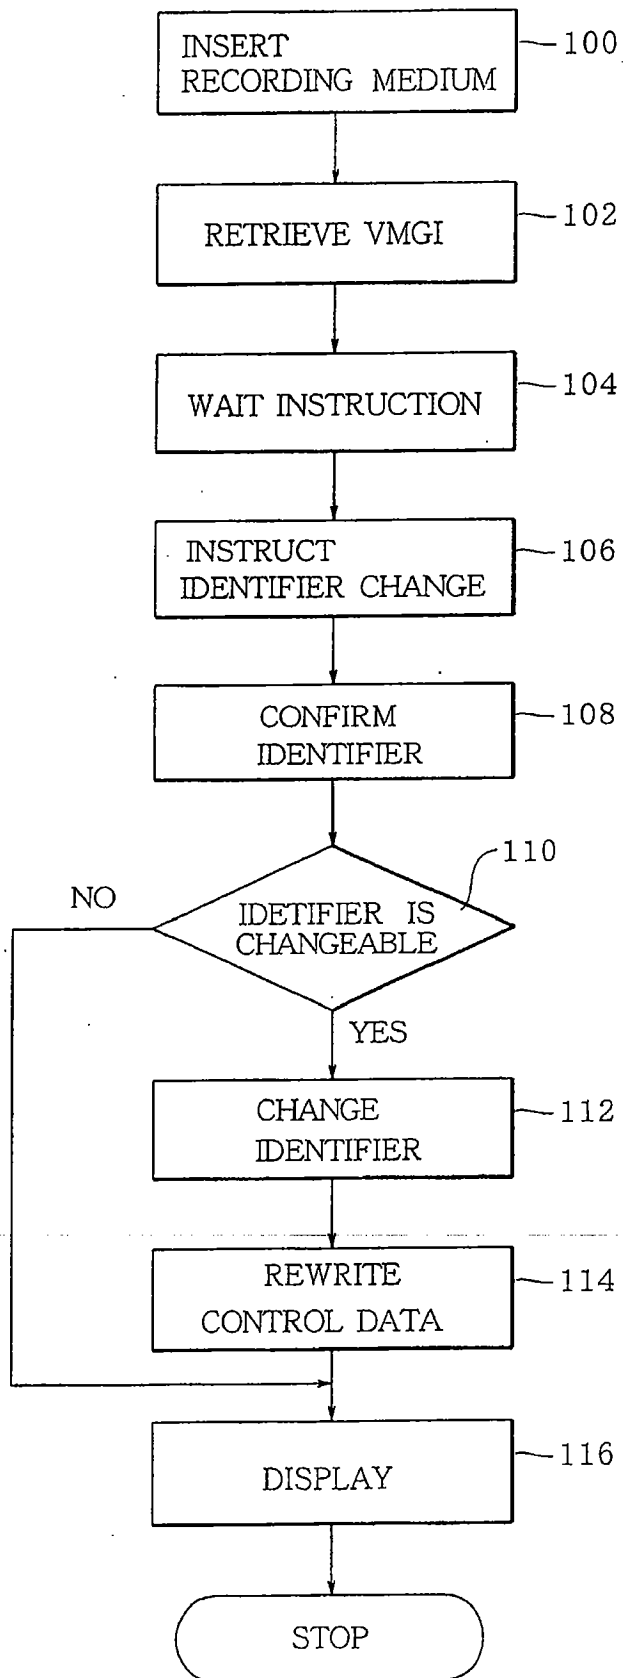 INSERT
RECORDING MEDIUM
100
RETRIEVE VMGI
102
WAIT INSTRUCTION
104
INSTRUCT
IDENTIFIER CHANGE
106
CONFIRM
IDENTIFIER
108
110
NO
IDETIFIER IS
CHANGEABLE
YES
CHANGE
IDENTIFIER
112
REWRITE
CONTROL DATA
114
DISPLAY
116
STOP